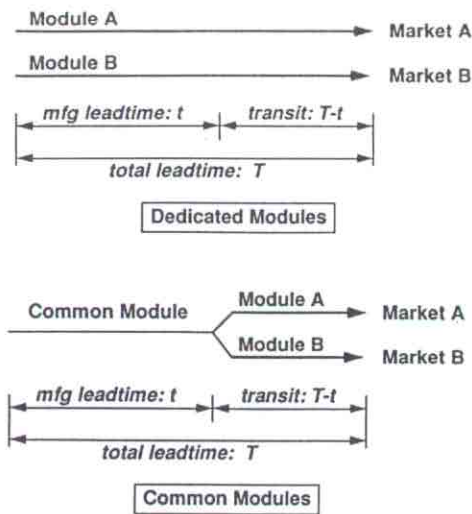 Module A
Market A
Module B
Market B
mfg leadtime: t
transit: T-t
total leadtime: T
Dedicated Modules
Common Module
Module A
Market A
Module B
Market B
mfg leadtime: t
transit: T-t
total leadtime: T
Common Modules